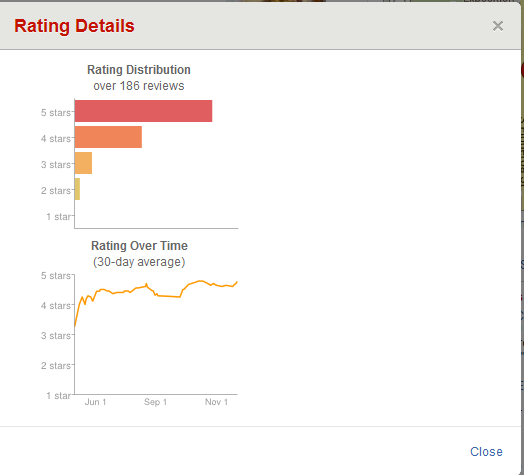 Rating Details
×
Rating Distribution
over 186 reviews
5 stars
4 stars
3 stars
2 stars
1 star
Rating Over Time
(30-day average)
5 stars
4 stars
3 stars
2 stars
1 star
Jun 1 Sep 1 Nov 1
Close